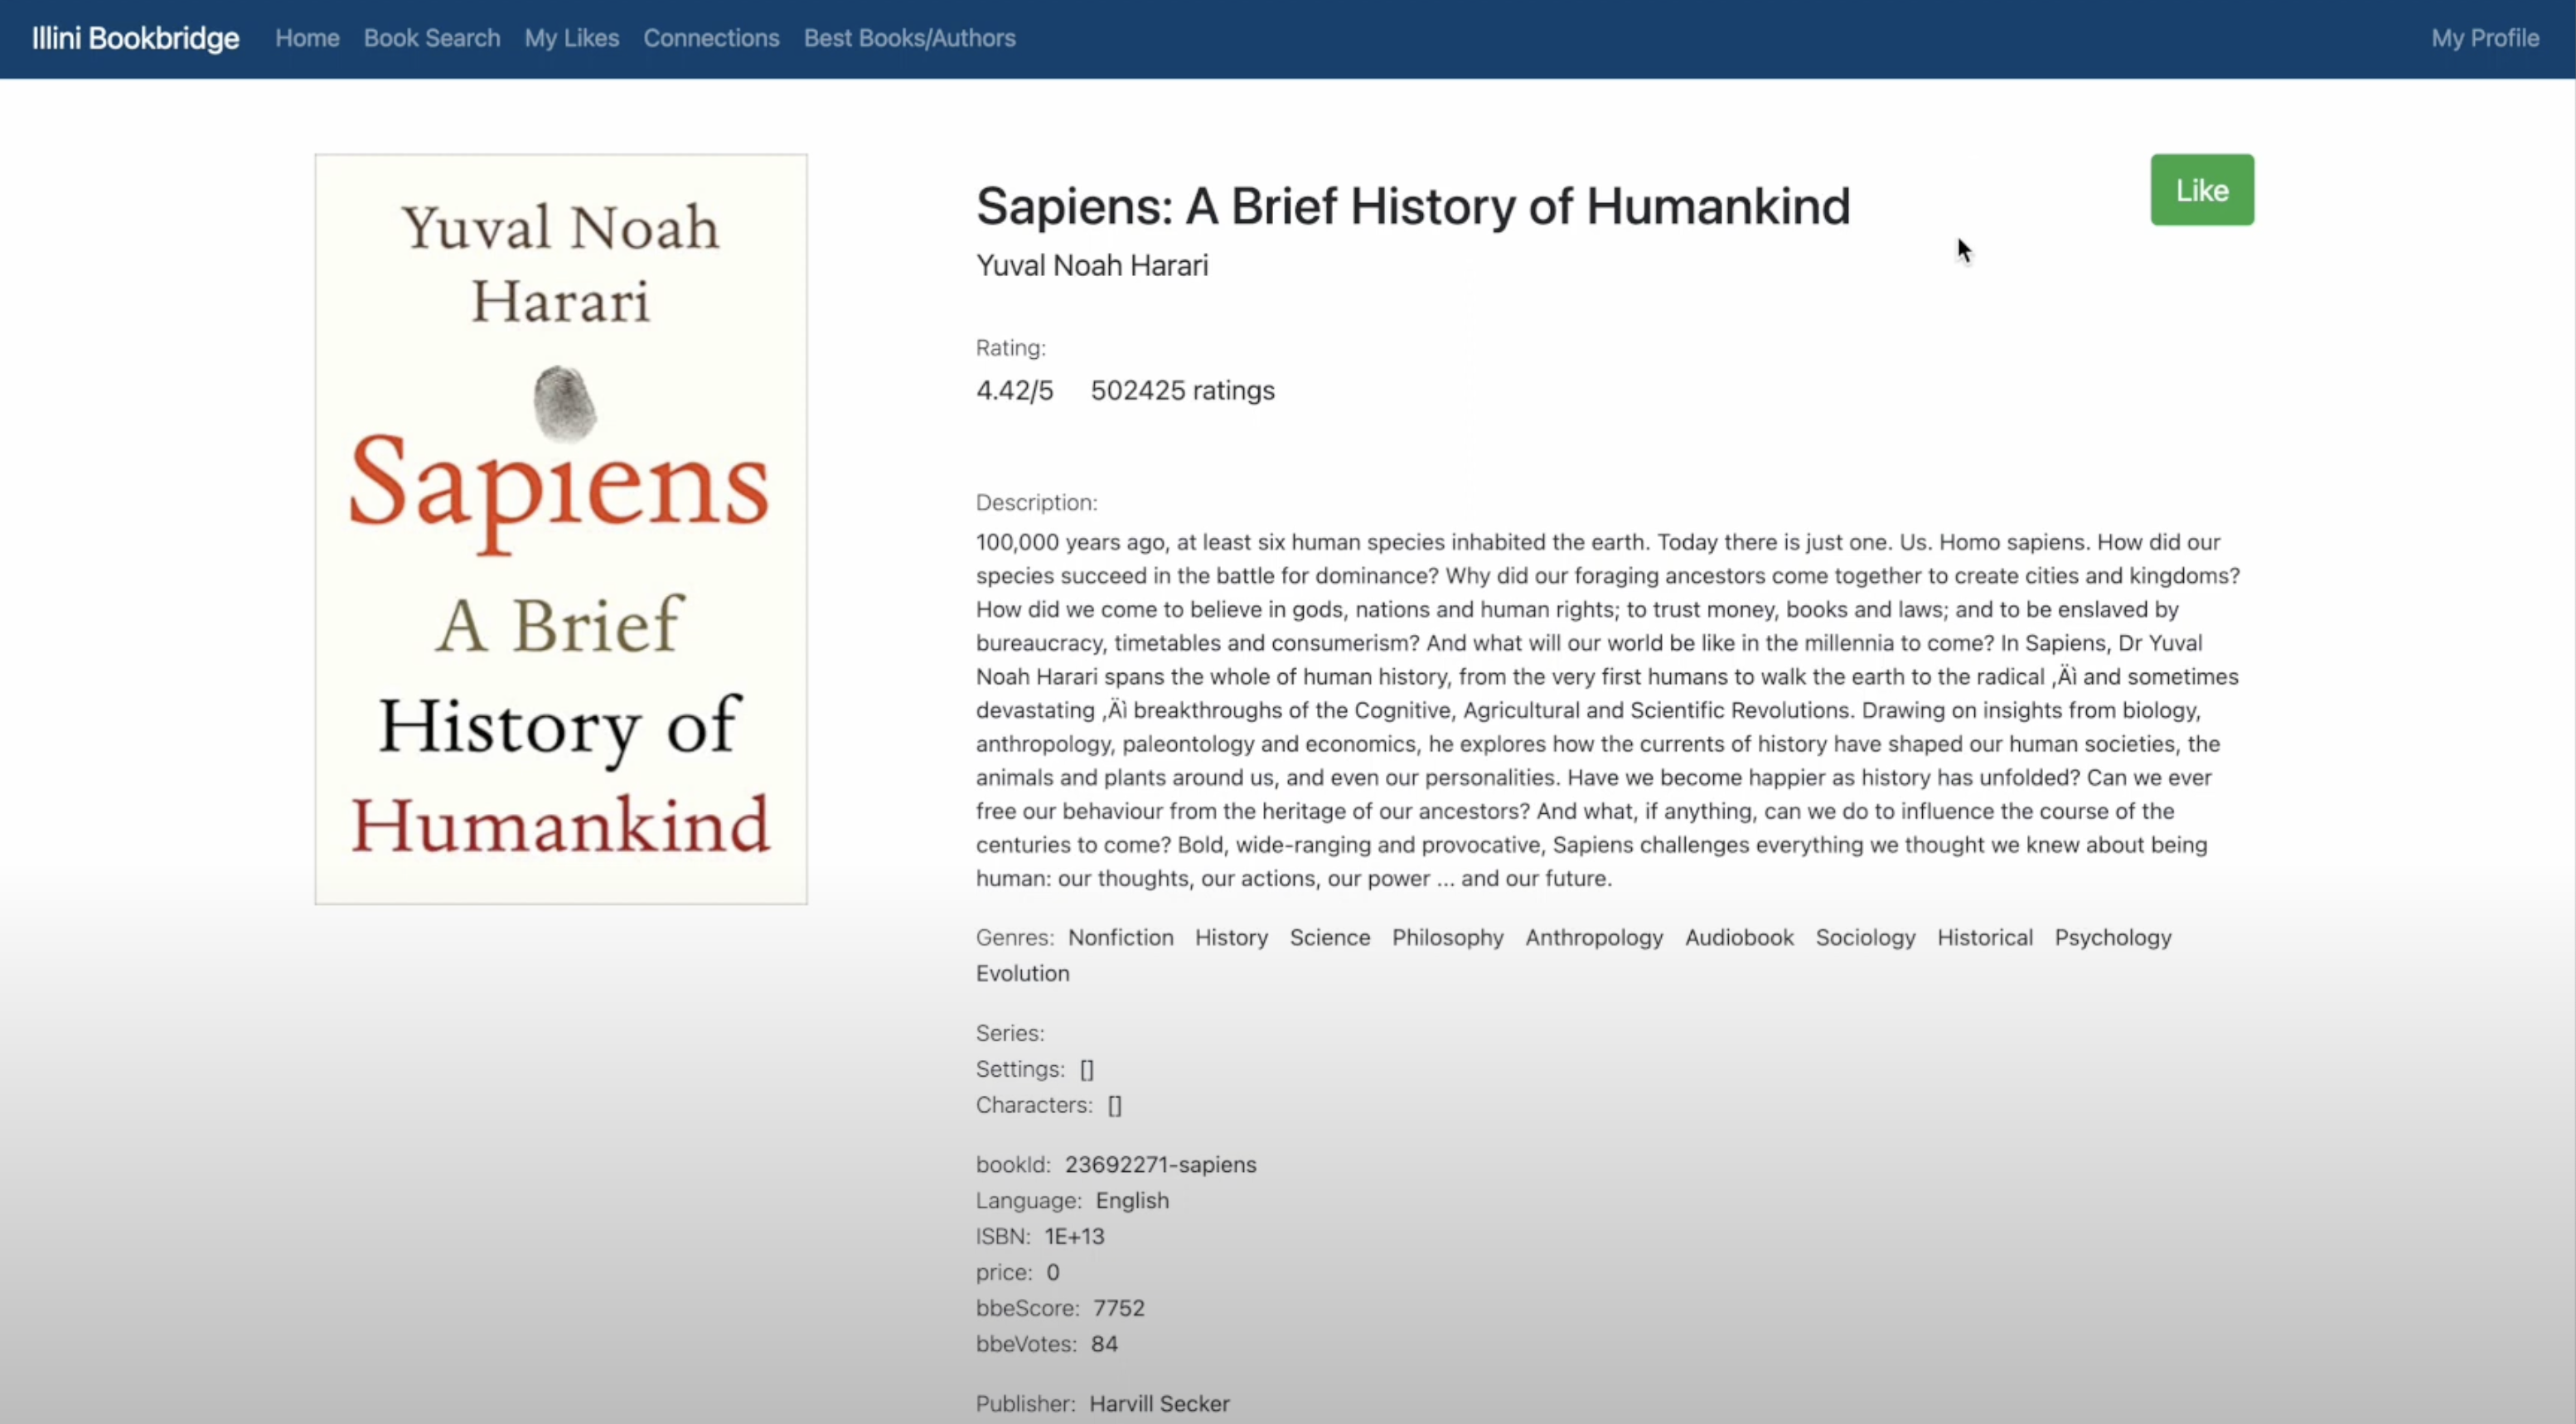 Illini Bookbridge Home Book Search My Likes Connections Best Books/Authors My Profile
Yuval Noah
Harari
Sapiens
A Brief
History of
Humankind
Sapiens: A Brief History of Humankind
Like
Yuval Noah Harari
Rating:
4.42/5 502425 ratings
Description:
100,000 years ago, at least six human species inhabited the earth. Today there is just one. Us. Homo sapiens. How did our
species succeed in the battle for dominance? Why did our foraging ancestors come together to create cities and kingdoms?
How did we come to believe in gods, nations and human rights; to trust money, books and laws; and to be enslaved by
bureaucracy, timetables and consumerism? And what will our world be like in the millennia to come? In Sapiens, Dr Yuval
Noah Harari spans the whole of human history, from the very first humans to walk the earth to the radical ‚Äì and sometimes
devastating ‚Äì breakthroughs of the Cognitive, Agricultural and Scientific Revolutions. Drawing on insights from biology,
anthropology, paleontology and economics, he explores how the currents of history have shaped our human societies, the
animals and plants around us, and even our personalities. Have we become happier as history has unfolded? Can we ever
free our behaviour from the heritage of our ancestors? And what, if anything, can we do to influence the course of the
centuries to come? Bold, wide-ranging and provocative, Sapiens challenges everything we thought we knew about being
human: our thoughts, our actions, our power ... and our future.
Genres: Nonfiction History Science Philosophy Anthropology Audiobook Sociology Historical Psychology
Evolution
Series:
Settings: []
Characters: []
bookId: 23692271-sapiens
Language: English
ISBN: 1E+13
price: 0
bbeScore: 7752
bbeVotes: 84
Publisher: Harvill Secker